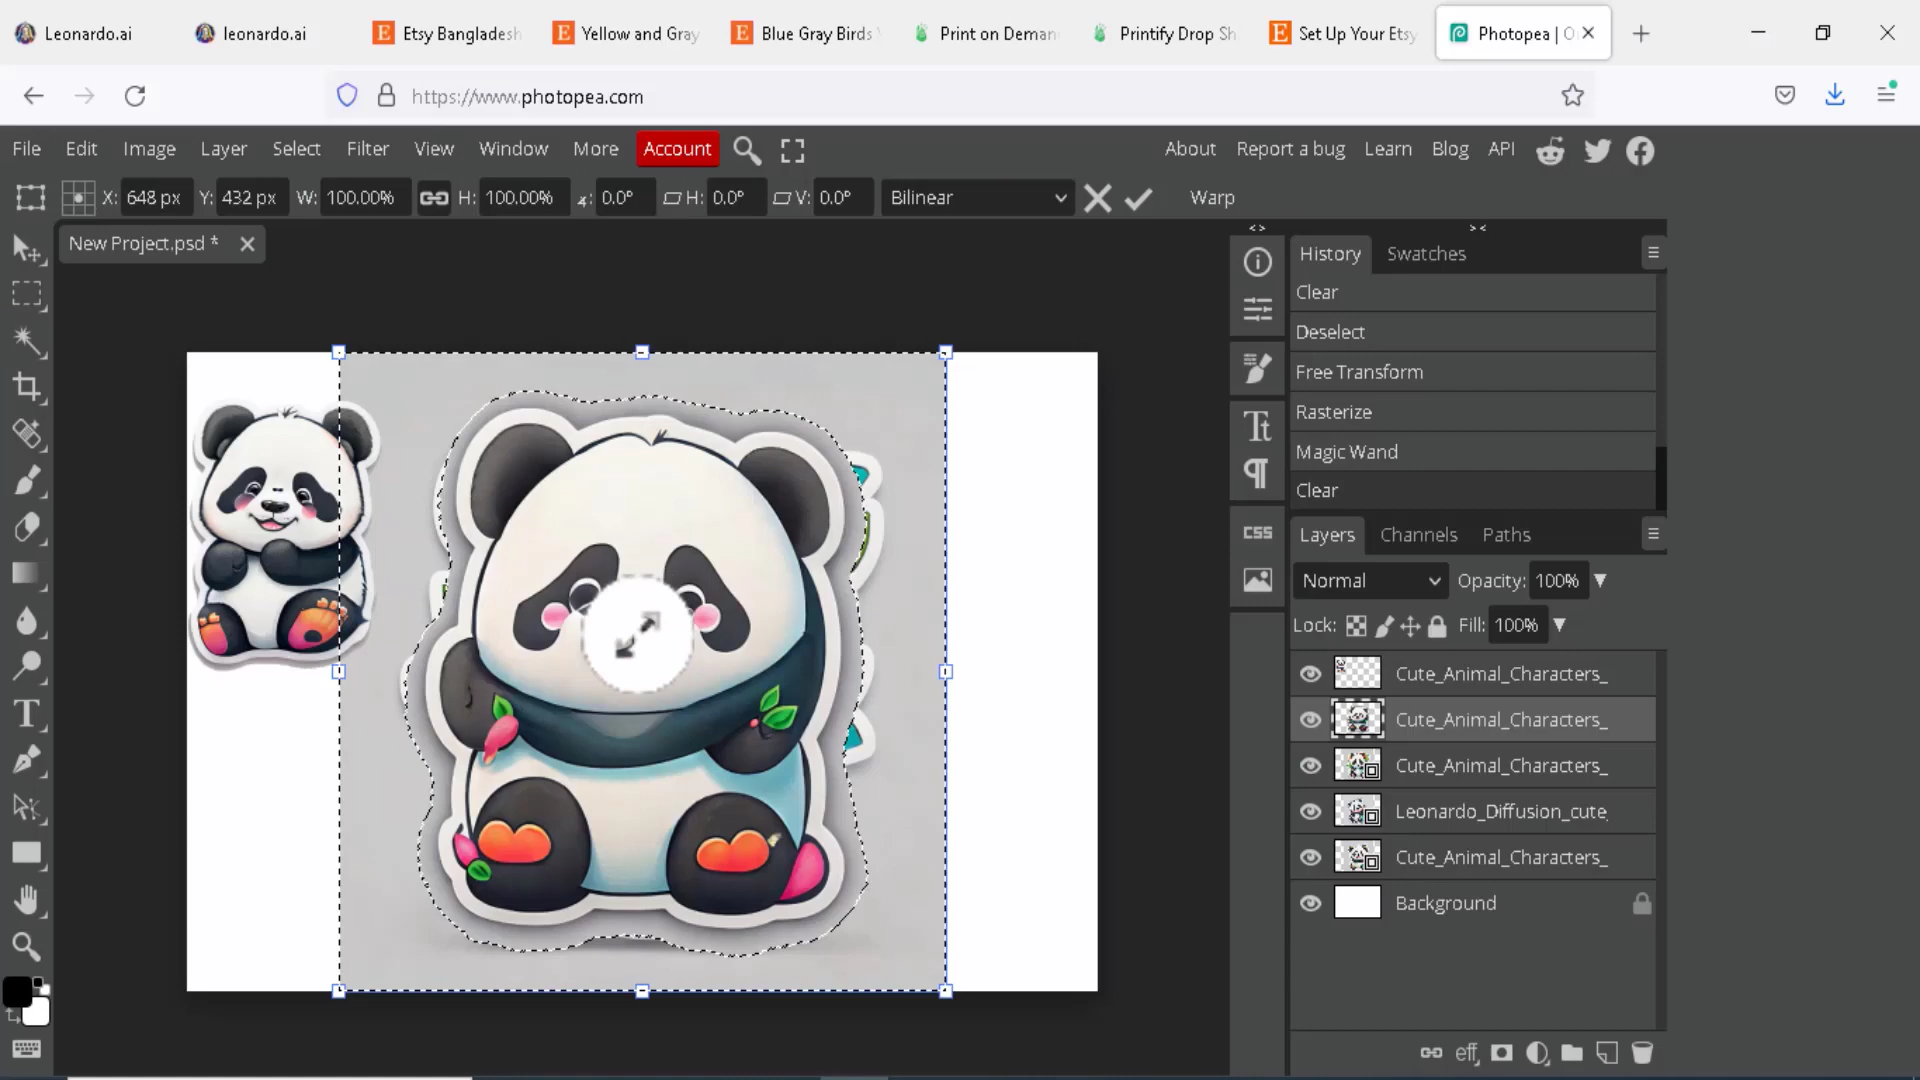 Leonardo.ai
leonardo.ai
Etsy Bangladesh
Yellow and Gray
Blue Gray Birds
Print on Deman
Printify Drop Sh
Set Up Your Etsy
Photopea | O
https://www.photopea.com
File Edit Image Layer Select Filter View Window More Account
About Report a bug Learn Blog API
X: 648 px Y: 432 px W: 100.00% H: 100.00% 0.0° H: 0.0° V: 0.0° Bilinear Warp
New Project.psd *
< > > <
History Swatches
Clear
Deselect
Free Transform
Rasterize
Magic Wand
Clear
CSS
Layers Channels Paths
Normal Opacity: 100%
Lock: Fill: 100%
Cute_Animal_Characters_
Cute_Animal_Characters_
Cute_Animal_Characters_
Leonardo_Diffusion_cute
Cute_Animal_Characters_
Background
eff